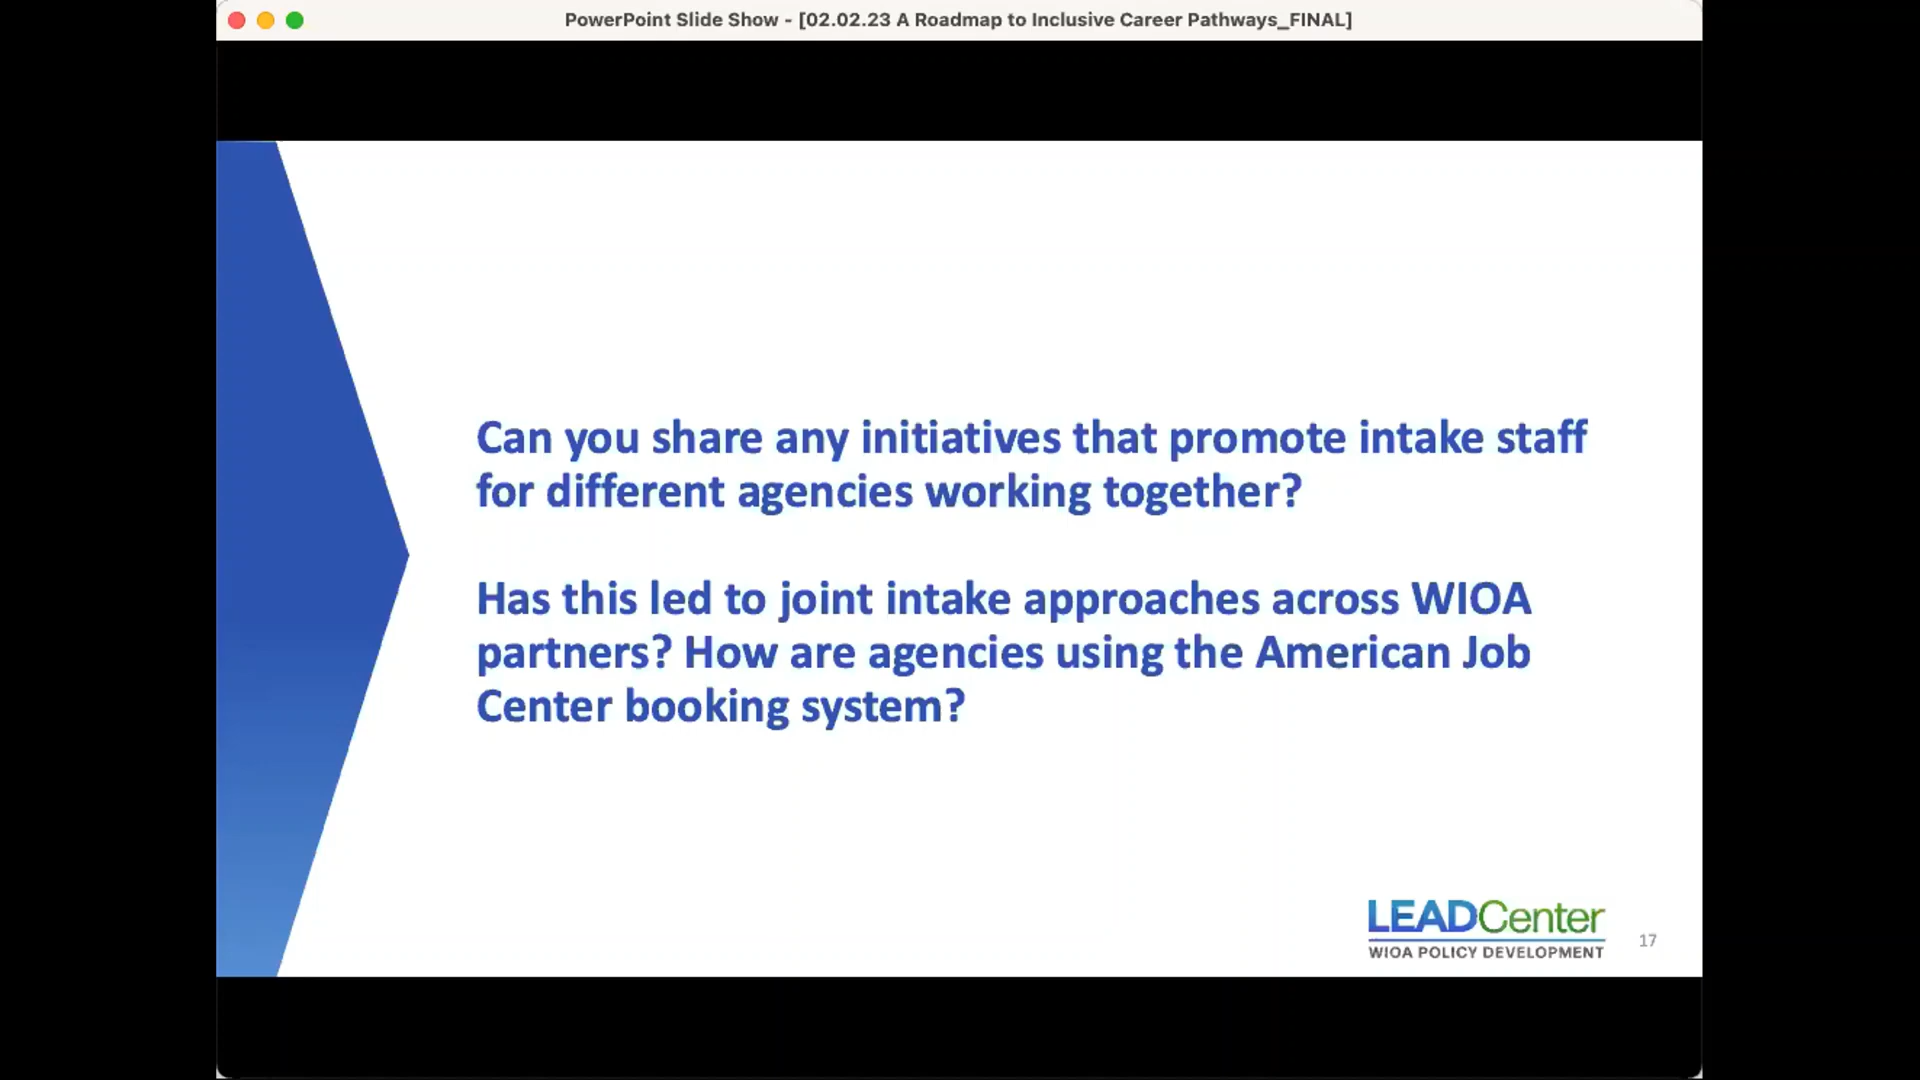 PowerPoint Slide Show - [02.02.23 A Roadmap to Inclusive Career Pathways_FINAL]
Can you share any initiatives that promote intake staff
for different agencies working together?
Has this led to joint intake approaches across WIOA
partners? How are agencies using the American Job
Center booking system?
LEADCenter
WIOA POLICY DEVELOPMENT
17